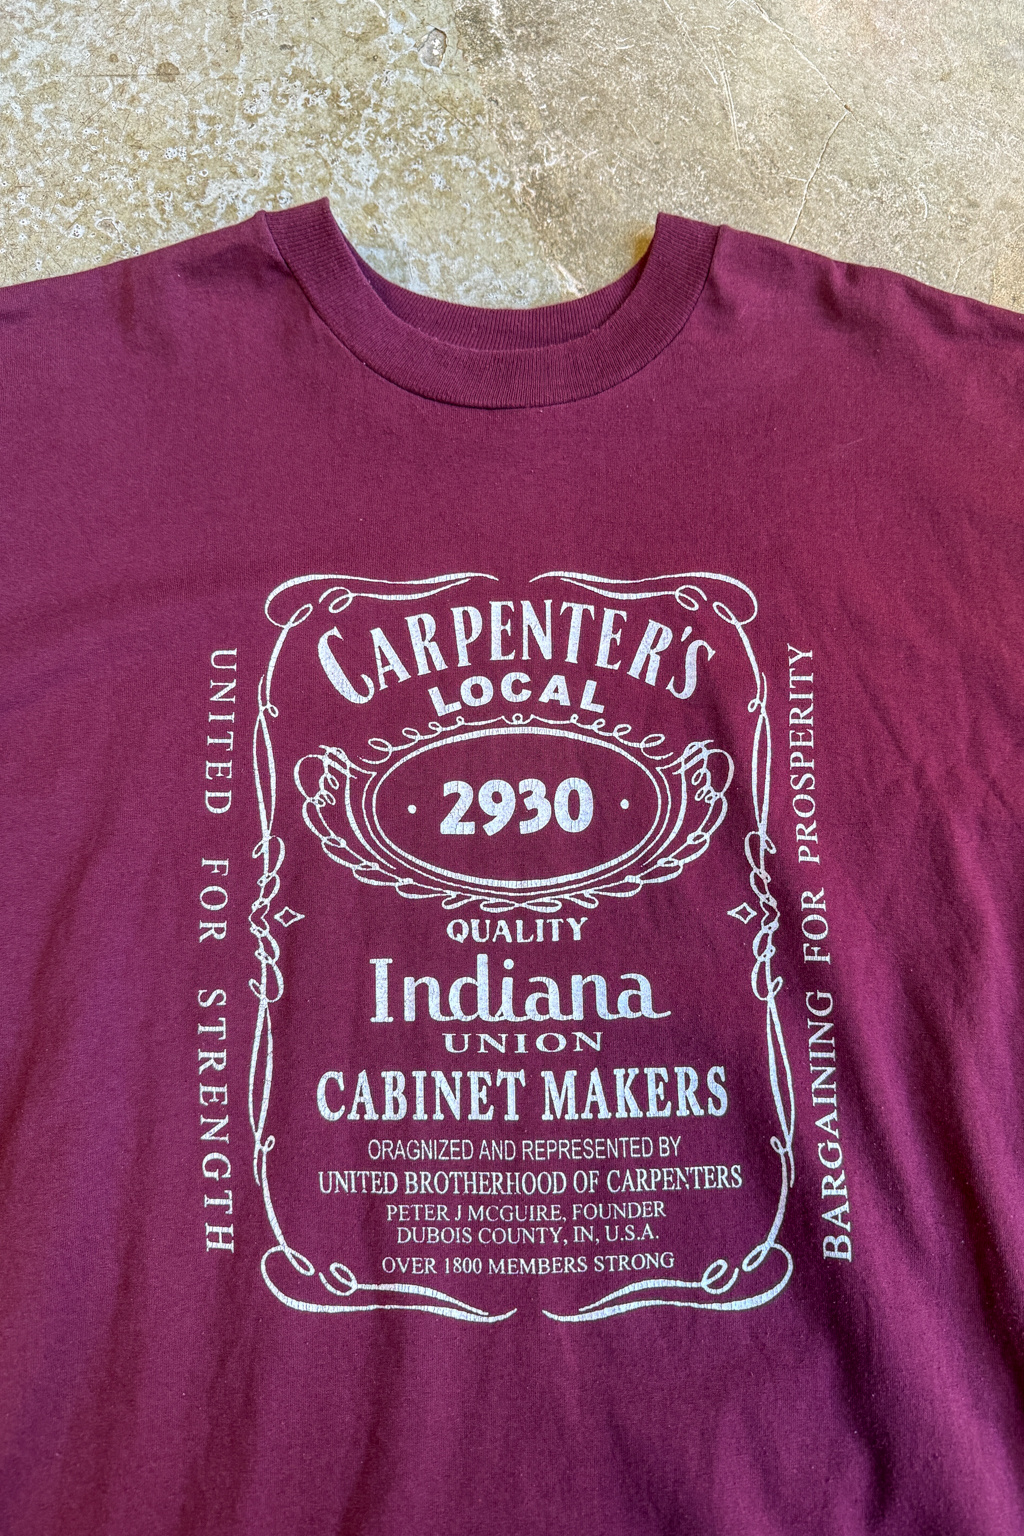 CARPENTER'S
LOCAL
· 2930 ·
QUALITY
Indiana
UNION
CABINET MAKERS
ORAGNIZED AND REPRESENTED BY
UNITED BROTHERHOOD OF CARPENTERS
PETER J MCGUIRE, FOUNDER
DUBOIS COUNTY, IN, U.S.A.
OVER 1800 MEMBERS STRONG
UNITED FOR STRENGTH
BARGAINING FOR PROSPERITY